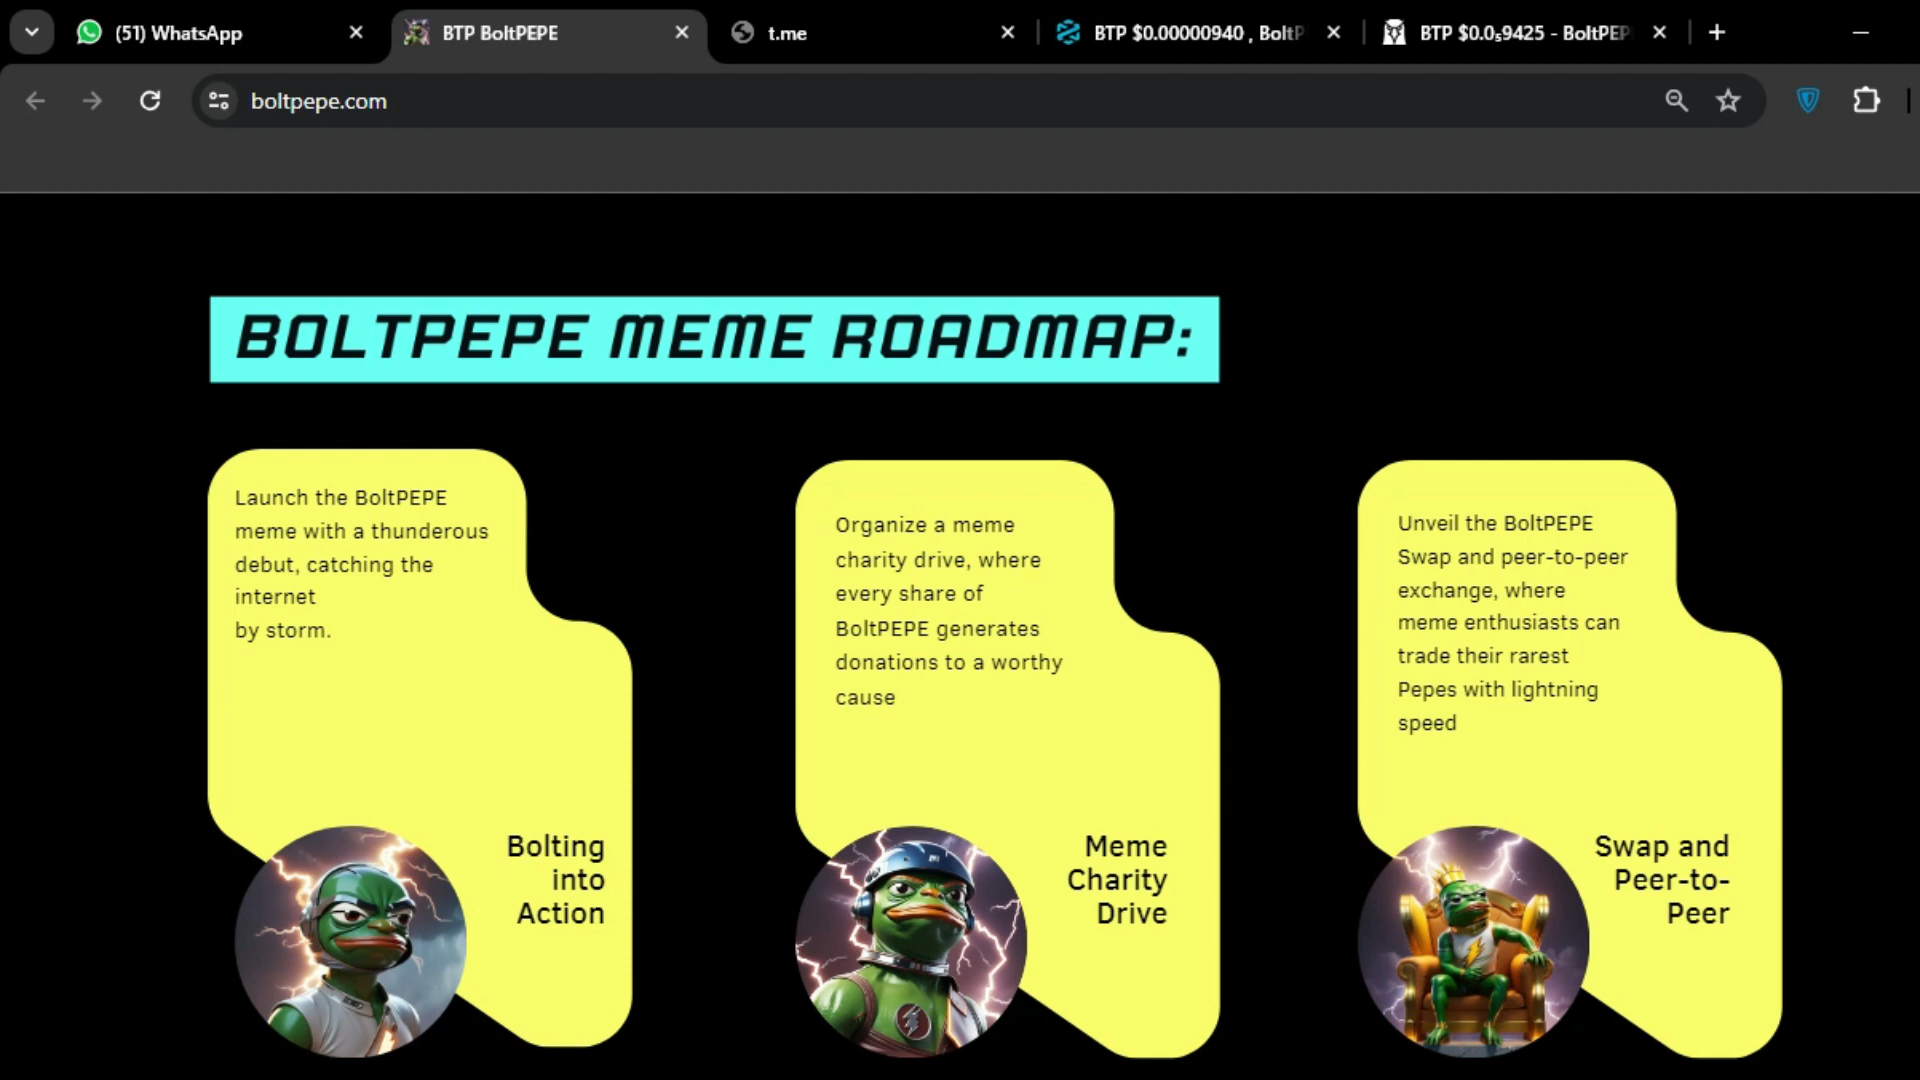 (51) WhatsApp
BTP BoltPEPE
t.me
BTP $0.00000940 , BoltP
BTP $0.0₅9425 - BoltPEP
boltpepe.com
BOLTPEPE MEME ROADMAP:
Launch the BoltPEPE
meme with a thunderous
debut, catching the
internet
by storm.
Bolting
into
Action
Organize a meme
charity drive, where
every share of
BoltPEPE generates
donations to a worthy
cause
Meme
Charity
Drive
Unveil the BoltPEPE
Swap and peer-to-peer
exchange, where
meme enthusiasts can
trade their rarest
Pepes with lightning
speed
Swap and
Peer-to-
Peer